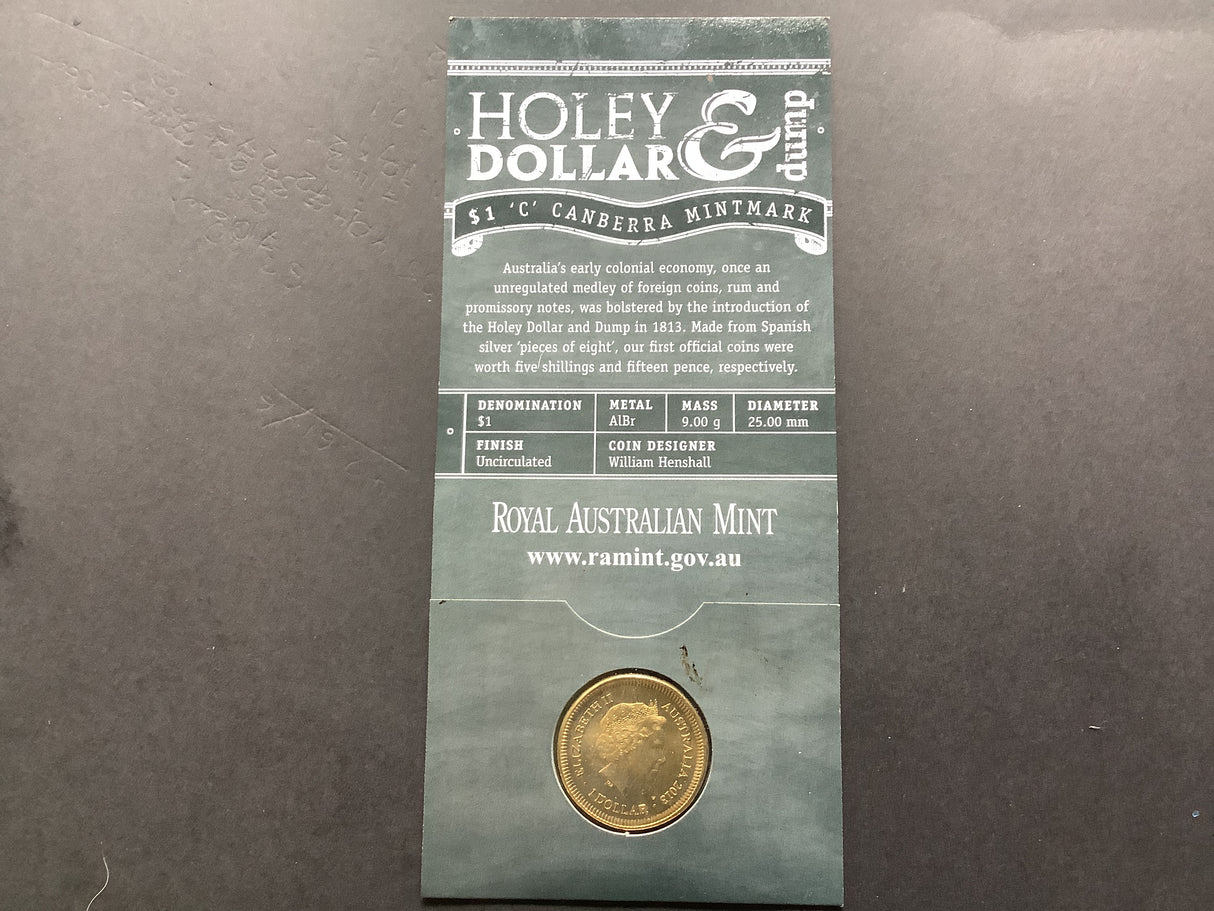 HOLEY
DOLLAR & dump
$1 ‘C’ CANBERRA MINTMARK
Australia’s early colonial economy, once an
unregulated medley of foreign coins, rum and
promissory notes, was bolstered by the introduction of
the Holey Dollar and Dump in 1813. Made from Spanish
silver ‘pieces of eight’, our first official coins were
worth five shillings and fifteen pence, respectively.
DENOMINATION METAL MASS DIAMETER
$1 AlBr 9.00 g 25.00 mm
FINISH COIN DESIGNER
Uncirculated William Henshall
ROYAL AUSTRALIAN MINT
www.ramint.gov.au
ELIZABETH II AUSTRALIA 2013
1 DOLLAR